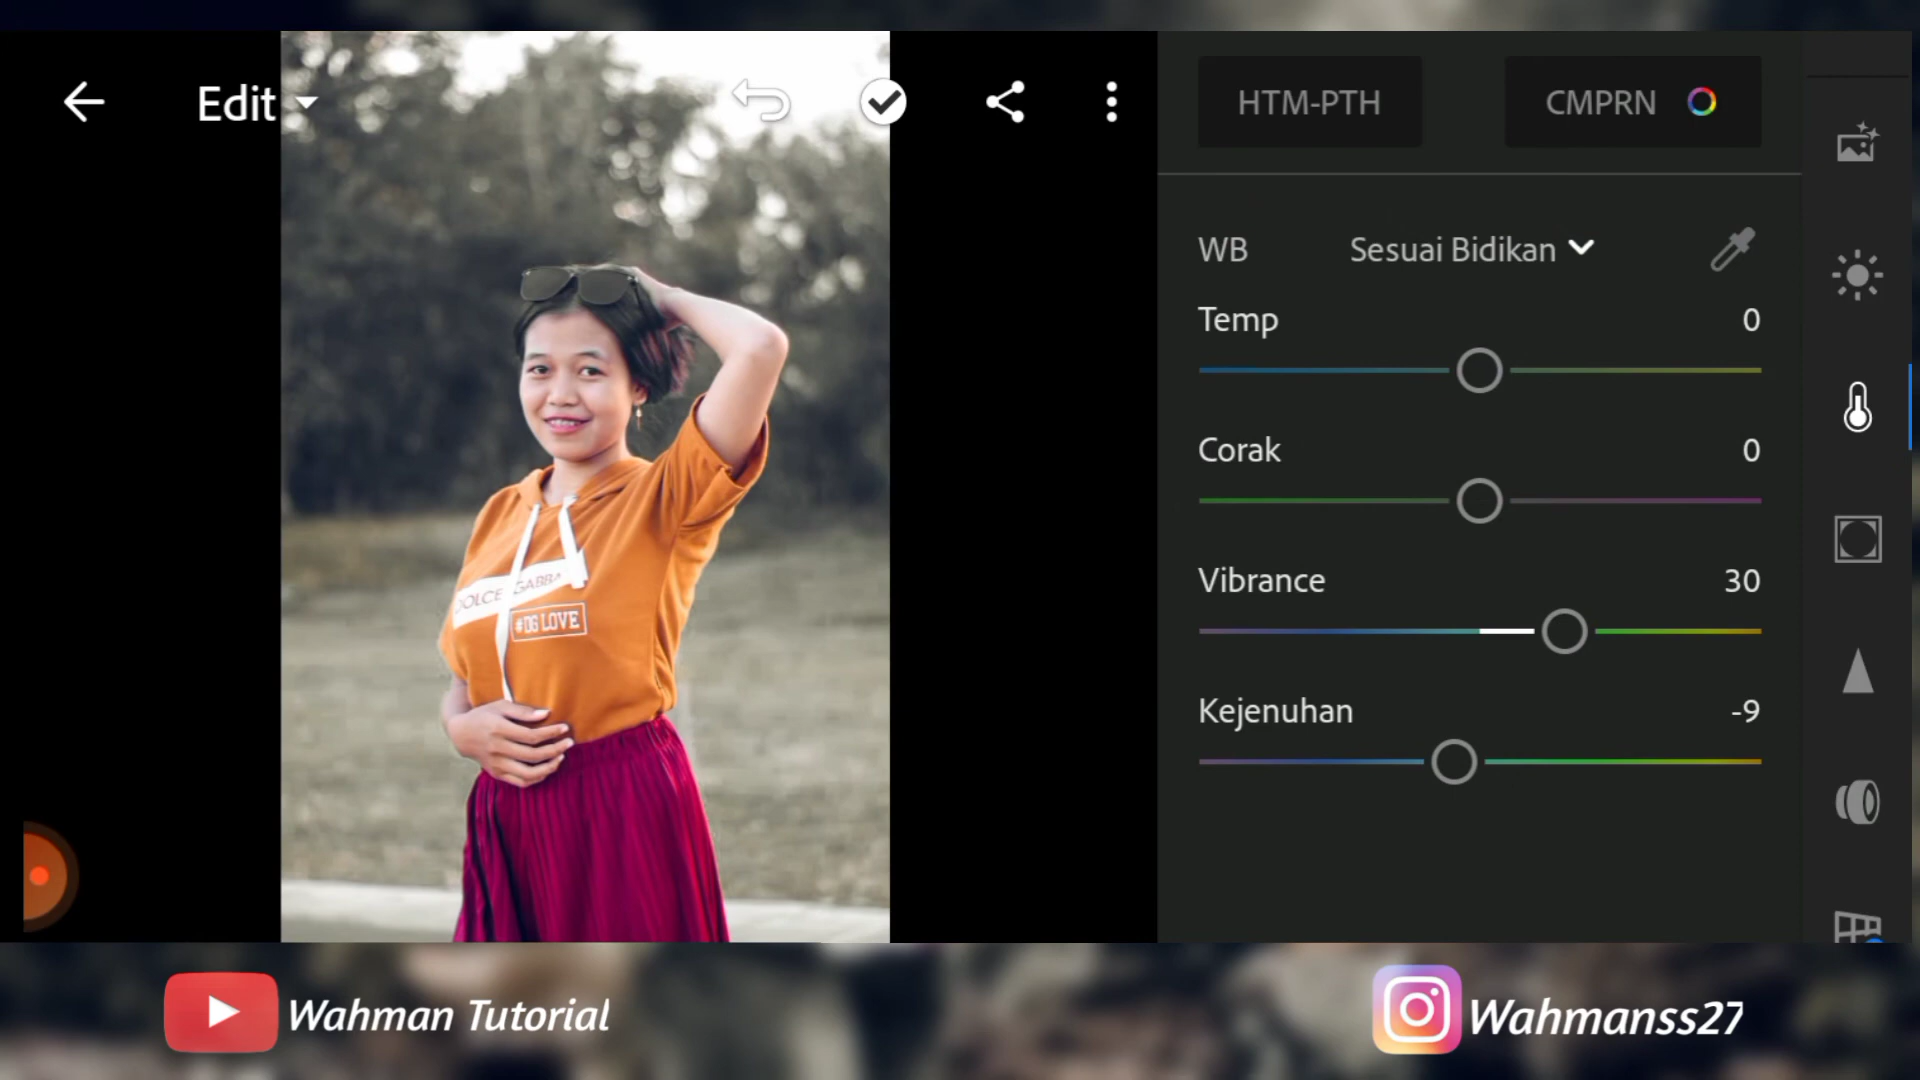 Edit
HTM-PTH CMPRN
WB Sesuai Bidikan
Temp 0
Corak 0
Vibrance 30
Kejenuhan -9
DOLCE GABBA
#DG LOVE
Wahman Tutorial
Wahmanss27